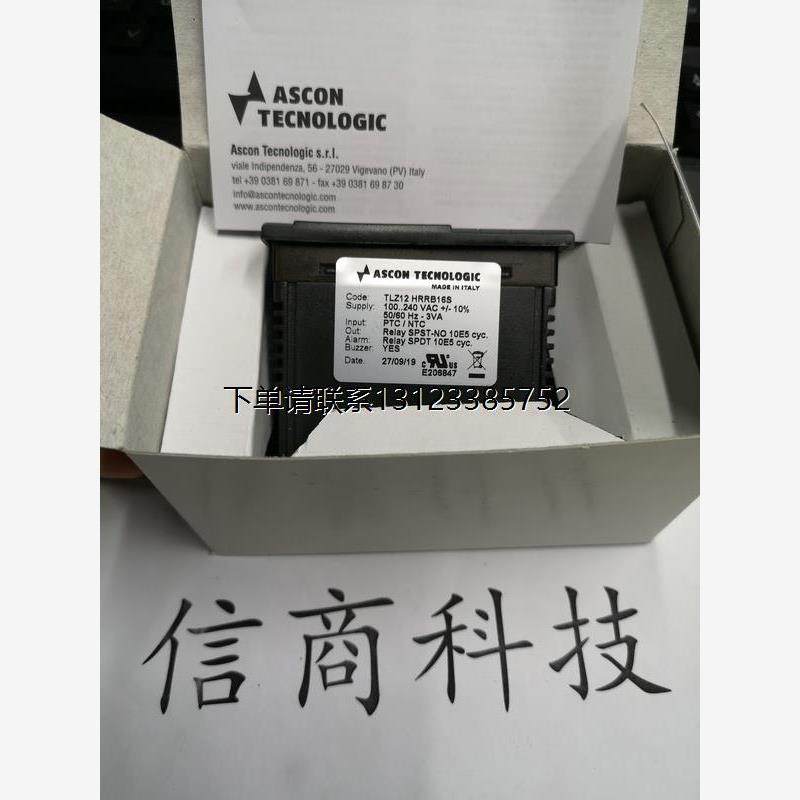 ASCON
TECNOLOGIC
Ascon Tecnologic s.r.l.
viale Indipendenza, 56 - 27029 Vigevano (PV) Italy
tel +39 0381 69 871 - fax +39 0381 69 87 30
info@ascontecnologic.com
www.ascontecnologic.com
ASCON TECNOLOGIC
MADE IN ITALY
Code: TLZ12 HRRB16S
Supply: 100..240 VAC +/- 10%
50/60 Hz - 3VA
Input: PTC / NTC
Out: Relay SPST-NO 10E5 cyc.
Alarm: Relay SPDT 10E5 cyc.
Buzzer: YES
Date: 27/09/19
c RU US
E206847
下单请联系13123385752
信商科技